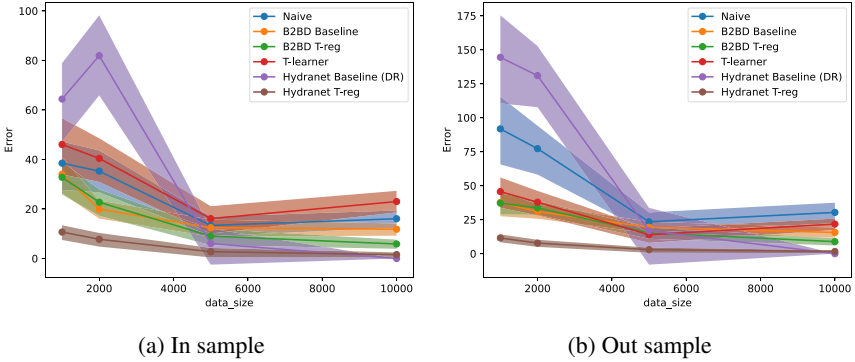 100
80
60
40
20
0
Error
2000
4000
6000
8000
10000
data_size
Naive
B2BD Baseline
B2BD T-reg
T-learner
Hydranet Baseline (DR)
Hydranet T-reg
(a) In sample
175
150
125
100
75
50
25
0
Error
2000
4000
6000
8000
10000
data_size
Naive
B2BD Baseline
B2BD T-reg
T-learner
Hydranet Baseline (DR)
Hydranet T-reg
(b) Out sample